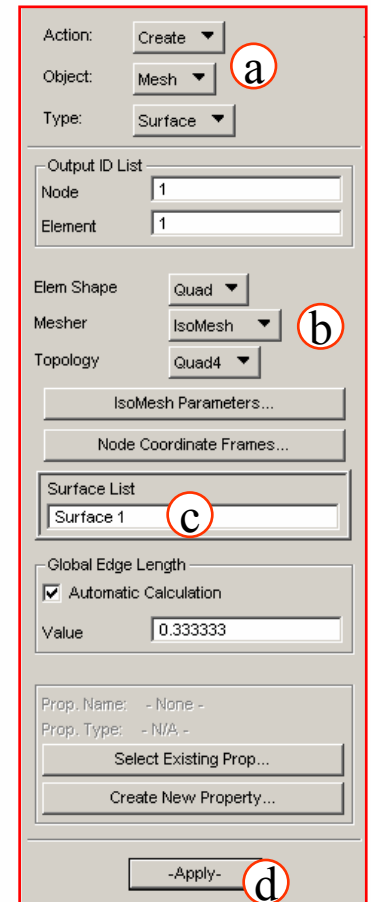 Action: Create
a
Object: Mesh
Type: Surface
Output ID List
Node 1
Element 1
Elem Shape Quad
Mesher IsoMesh
b
Topology Quad4
IsoMesh Parameters...
Node Coordinate Frames...
Surface List
Surface 1
c
Global Edge Length
Automatic Calculation
Value 0.333333
Prop. Name: - None -
Prop. Type: - N/A -
Select Existing Prop...
Create New Property...
-Apply-
d